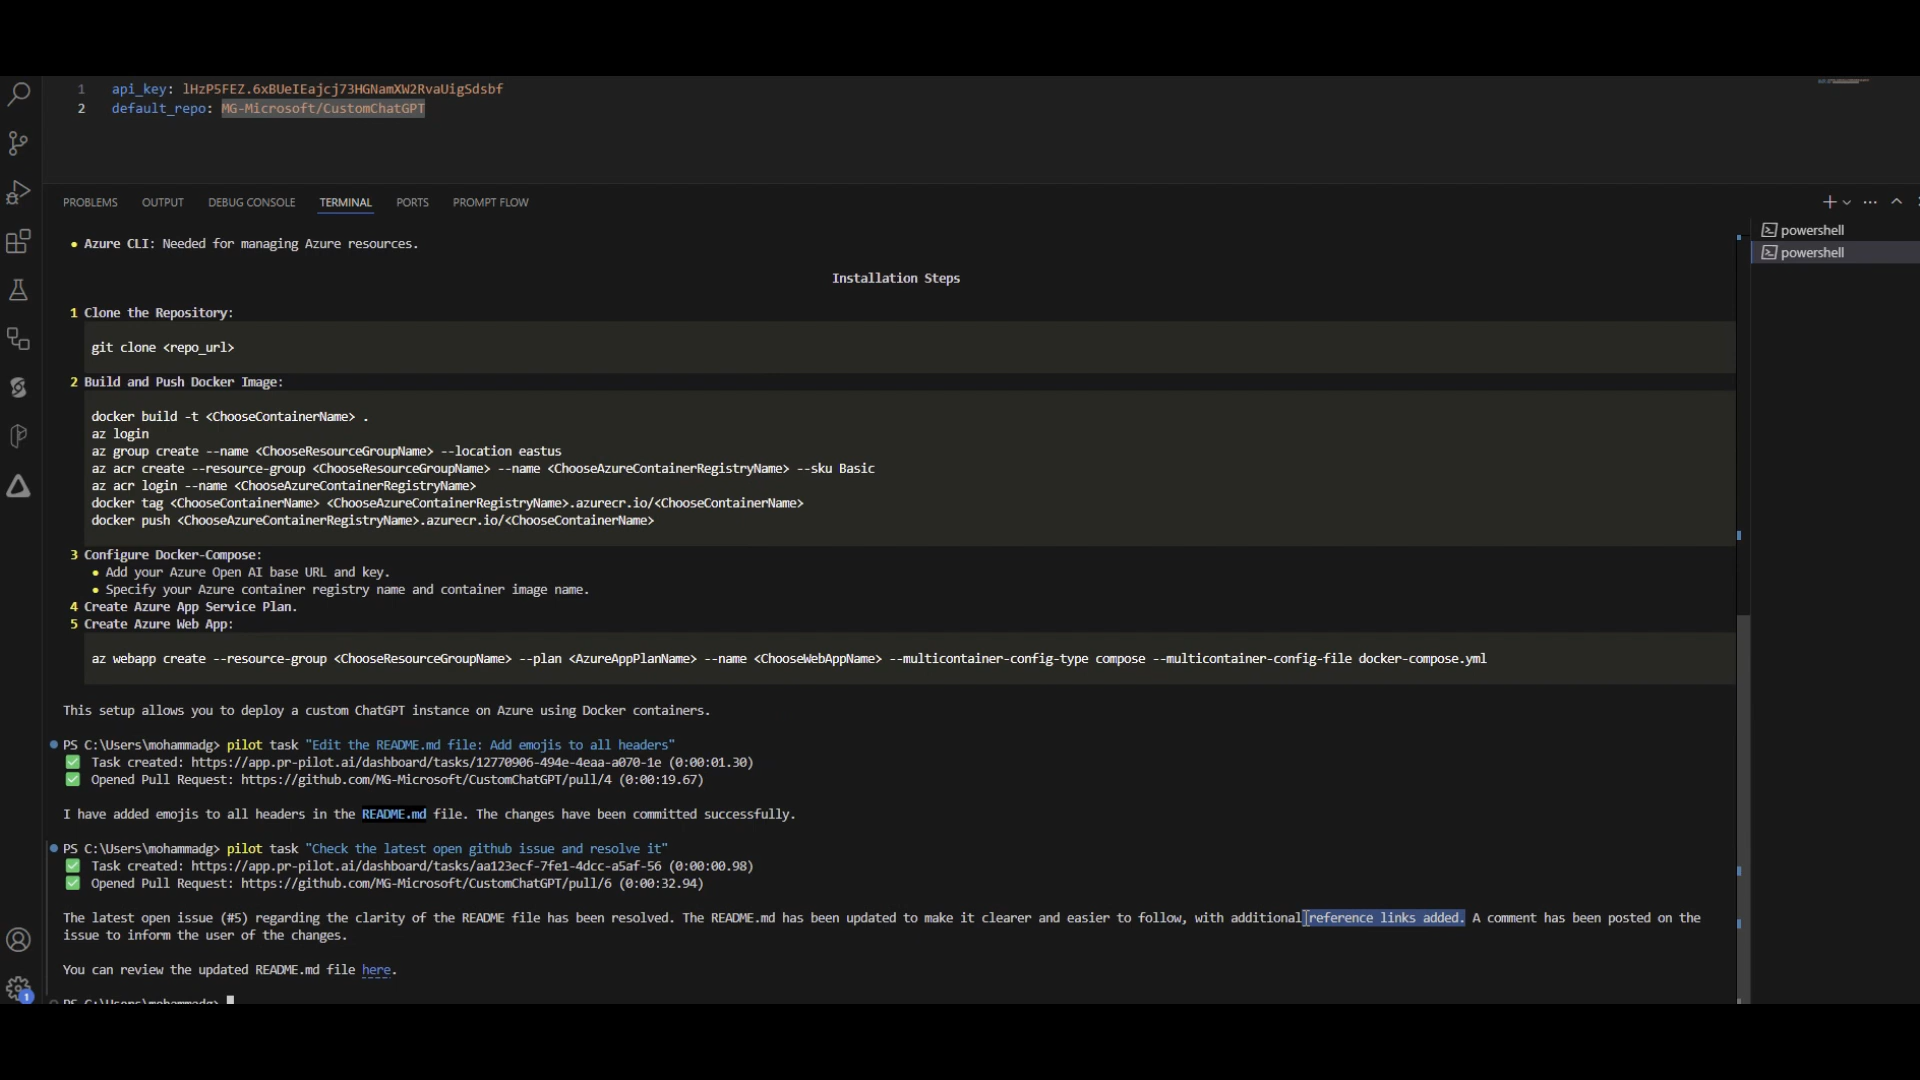 1 api_key: lHzP5FEZ.6xBUeIEajcj73HGNamXW2RvaUigSdsbf
2 default_repo: MG-Microsoft/CustomChatGPT
PROBLEMS OUTPUT DEBUG CONSOLE TERMINAL PORTS PROMPT FLOW
powershell
powershell
• Azure CLI: Needed for managing Azure resources.
Installation Steps
1 Clone the Repository:
git clone <repo_url>
2 Build and Push Docker Image:
docker build -t <ChooseContainerName> .
az login
az group create --name <ChooseResourceGroupName> --location eastus
az acr create --resource-group <ChooseResourceGroupName> --name <ChooseAzureContainerRegistryName> --sku Basic
az acr login --name <ChooseAzureContainerRegistryName>
docker tag <ChooseContainerName> <ChooseAzureContainerRegistryName>.azurecr.io/<ChooseContainerName>
docker push <ChooseAzureContainerRegistryName>.azurecr.io/<ChooseContainerName>
3 Configure Docker-Compose:
• Add your Azure Open AI base URL and key.
• Specify your Azure container registry name and container image name.
4 Create Azure App Service Plan.
5 Create Azure Web App:
az webapp create --resource-group <ChooseResourceGroupName> --plan <AzureAppPlanName> --name <ChooseWebAppName> --multicontainer-config-type compose --multicontainer-config-file docker-compose.yml
This setup allows you to deploy a custom ChatGPT instance on Azure using Docker containers.
PS C:\Users\mohammadg> pilot task "Edit the README.md file: Add emojis to all headers"
✅ Task created: https://app.pr-pilot.ai/dashboard/tasks/12770906-494e-4eaa-a070-1e (0:00:01.30)
✅ Opened Pull Request: https://github.com/MG-Microsoft/CustomChatGPT/pull/4 (0:00:19.67)
I have added emojis to all headers in the README.md file. The changes have been committed successfully.
PS C:\Users\mohammadg> pilot task "Check the latest open github issue and resolve it"
✅ Task created: https://app.pr-pilot.ai/dashboard/tasks/aa123ecf-7fe1-4dcc-a5af-56 (0:00:00.98)
✅ Opened Pull Request: https://github.com/MG-Microsoft/CustomChatGPT/pull/6 (0:00:32.94)
The latest open issue (#5) regarding the clarity of the README file has been resolved. The README.md has been updated to make it clearer and easier to follow, with additional reference links added. A comment has been posted on the
issue to inform the user of the changes.
You can review the updated README.md file here.
PS C:\Users\mohammadg>
1